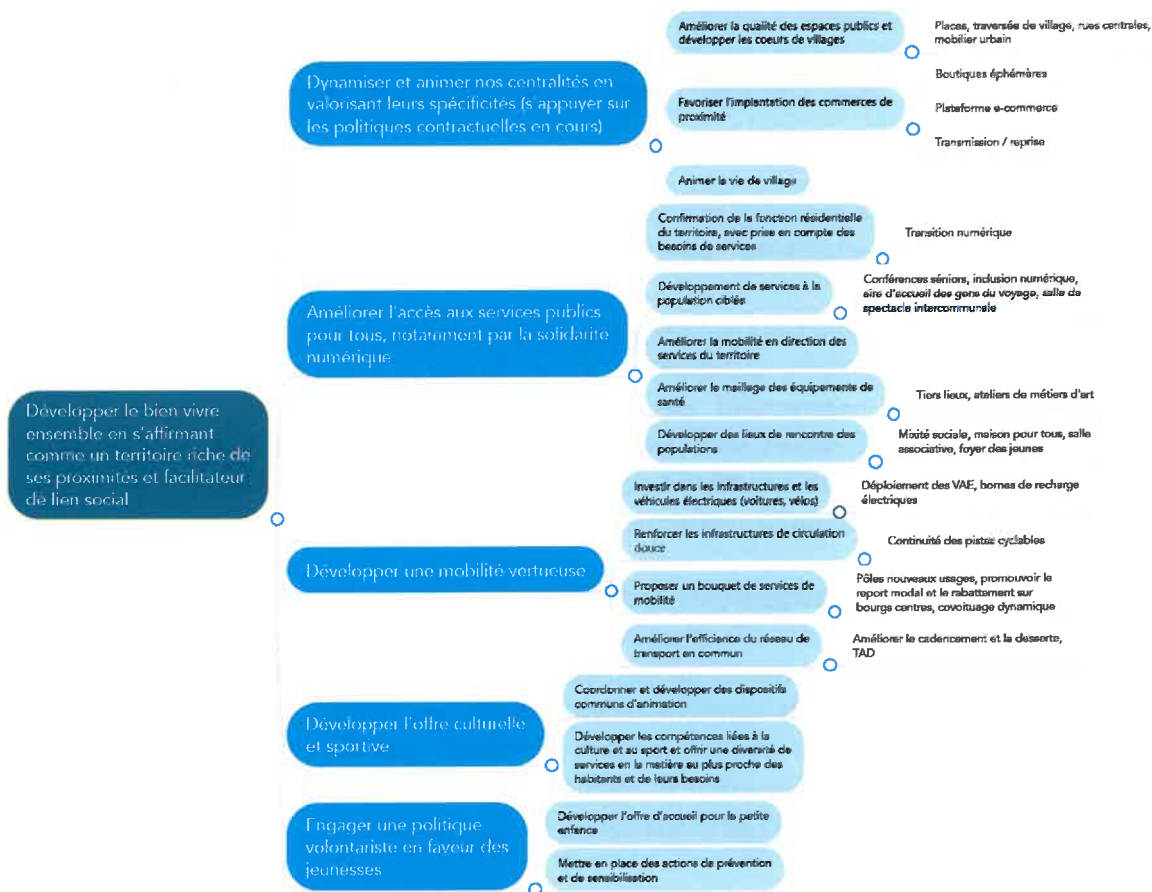 Développer le bien vivre
ensemble en s'affirmant
comme un territoire riche de
ses proximités et facilitateur
de lien social
Dynamiser et animer nos centralités en
valorisant leurs spécificités (s'appuyer sur
les politiques contractuelles en cours)
Améliorer la qualité des espaces publics et
développer les coeurs de villages
Places, traversée de village, rues centrales,
mobilier urbain
Favoriser l'implantation des commerces de
proximité
Boutiques éphémères
Plateforme e-commerce
Transmission / reprise
Animer la vie de village
Améliorer l'accès aux services publics
pour tous, notamment par la solidarité
numérique
Confirmation de la fonction résidentielle
du territoire, avec prise en compte des
besoins de services
Transition numérique
Développement de services à la
population ciblés
Conférences séniors, inclusion numérique,
aire d'accueil des gens du voyage, salle de
spectacle intercommunale
Améliorer la mobilité en direction des
services du territoire
Améliorer le maillage des équipements de
santé
Tiers lieux, ateliers de métiers d'art
Développer des lieux de rencontre des
populations
Mixité sociale, maison pour tous, salle
associative, foyer des jeunes
Développer une mobilité vertueuse
Investir dans les infrastructures et les
véhicules électriques (voitures, vélos)
Déploiement des VAE, bornes de recharge
électriques
Renforcer les infrastructures de circulation
douce
Continuité des pistes cyclables
Proposer un bouquet de services de
mobilité
Pôles nouveaux usages, promouvoir le
report modal et le rabattement sur
bourgs centres, covoituage dynamique
Améliorer l'efficience du réseau de
transport en commun
Améliorer le cadencement et la desserte,
TAD
Développer l'offre culturelle
et sportive
Coordonner et développer des dispositifs
communs d'animation
Développer les compétences liées à la
culture et au sport et offrir une diversité de
services en la matière au plus proche des
habitants et de leurs besoins
Engager une politique
volontariste en faveur des
jeunesses
Développer l'offre d'accueil pour la petite
enfance
Mettre en place des actions de prévention
et de sensibilisation